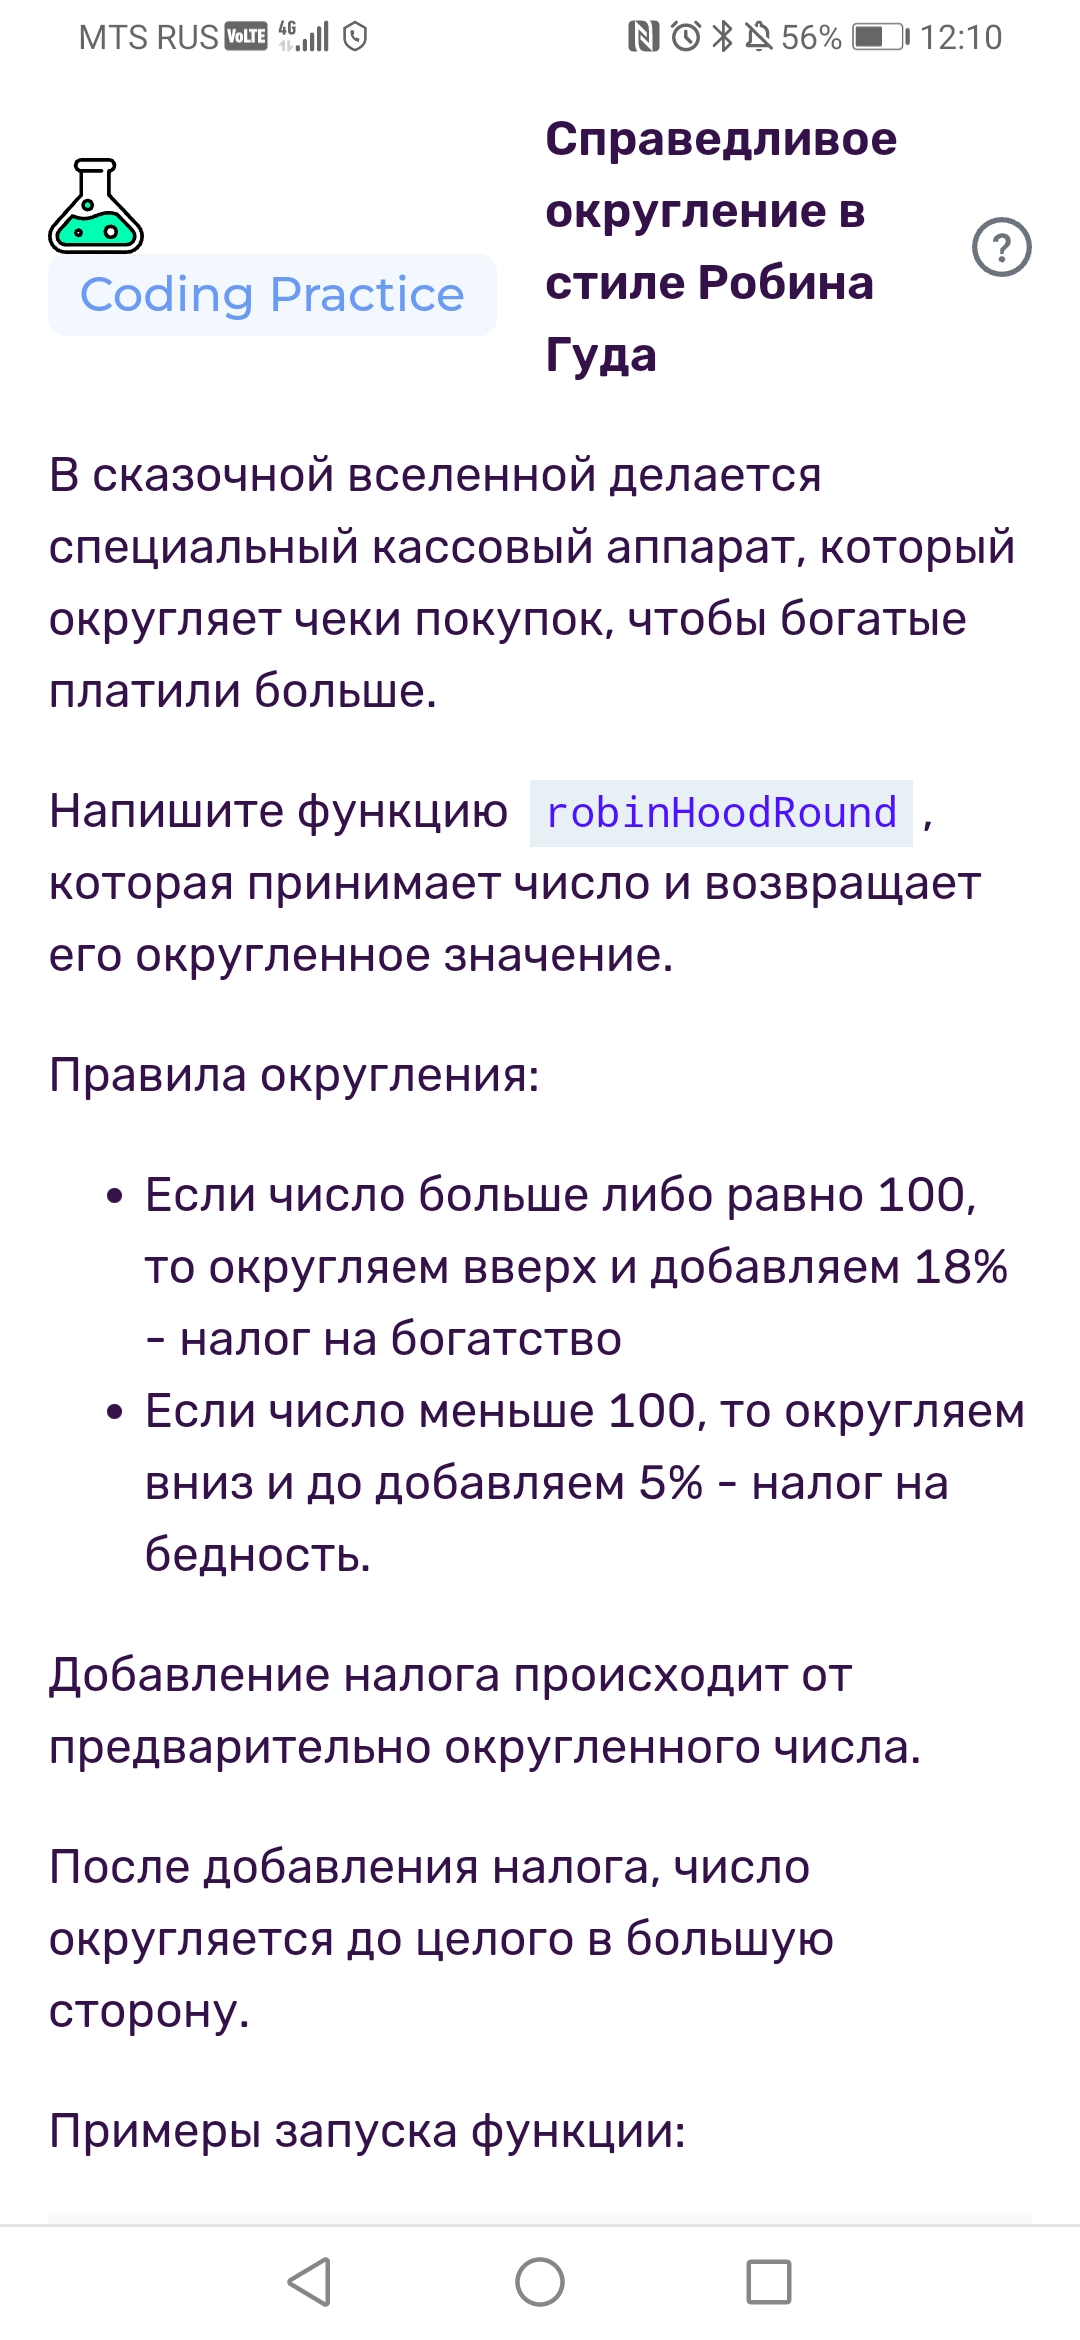 MTS RUS VoLTE 4G 56% 12:10
Справедливое
округление в
стиле Робина
Гуда
?
Coding Practice
В сказочной вселенной делается
специальный кассовый аппарат, который
округляет чеки покупок, чтобы богатые
платили больше.
Напишите функцию robinHoodRound ,
которая принимает число и возвращает
его округленное значение.
Правила округления:
• Если число больше либо равно 100,
то округляем вверх и добавляем 18%
- налог на богатство
• Если число меньше 100, то округляем
вниз и до добавляем 5% - налог на
бедность.
Добавление налога происходит от
предварительно округленного числа.
После добавления налога, число
округляется до целого в большую
сторону.
Примеры запуска функции: